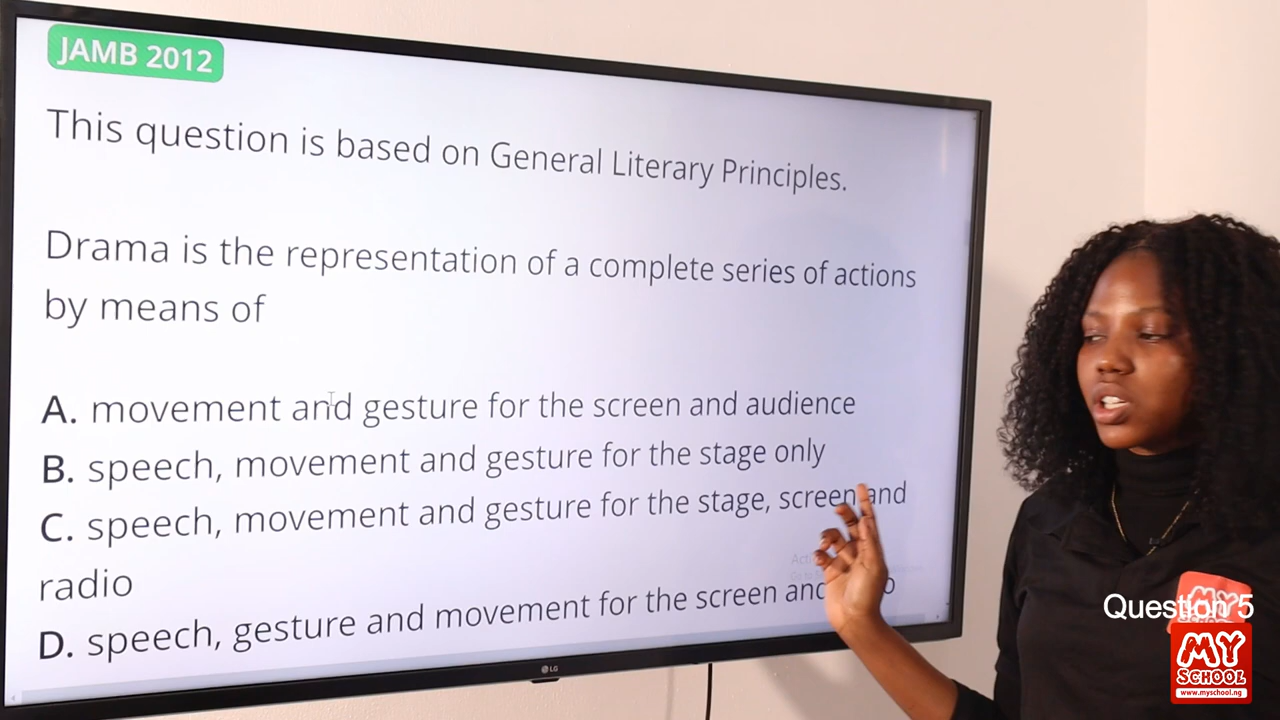 JAMB 2012
This question is based on General Literary Principles.
Drama is the representation of a complete series of actions
by means of
A. movement and gesture for the screen and audience
B. speech, movement and gesture for the stage only
C. speech, movement and gesture for the stage, screen and
radio
D. speech, gesture and movement for the screen and
LG
Question 5
MY
SCHOOL
www.myschool.ng